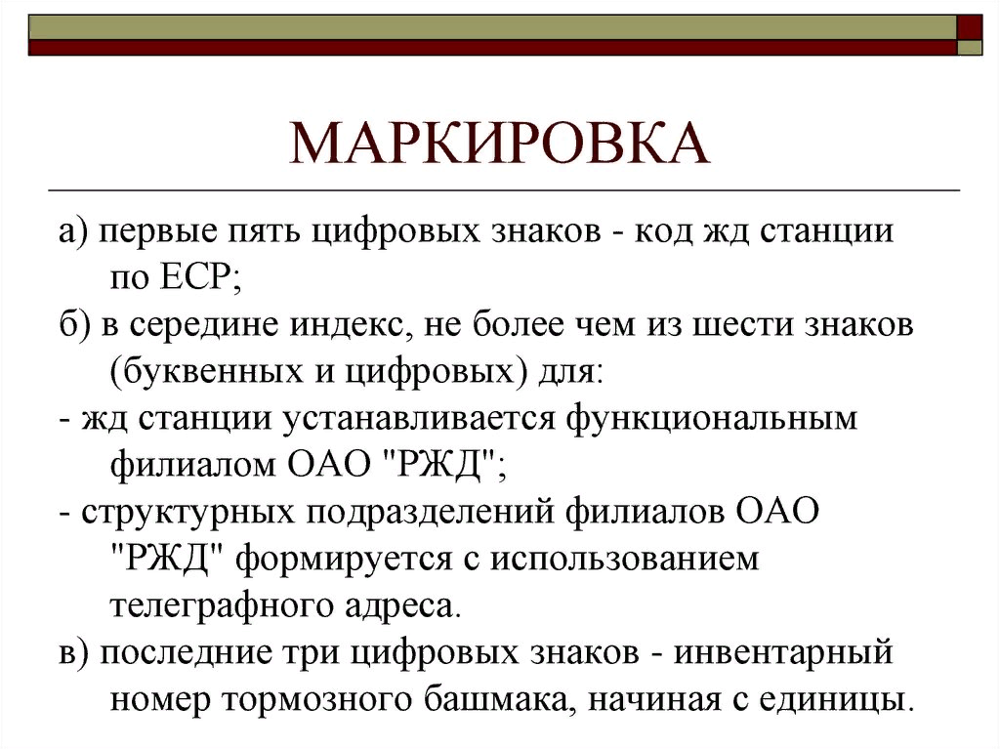 МАРКИРОВКА
а) первые пять цифровых знаков - код жд станции
по ЕСР;
б) в середине индекс, не более чем из шести знаков
(буквенных и цифровых) для:
- жд станции устанавливается функциональным
филиалом ОАО "РЖД";
- структурных подразделений филиалов ОАО
"РЖД" формируется с использованием
телеграфного адреса.
в) последние три цифровых знаков - инвентарный
номер тормозного башмака, начиная с единицы.